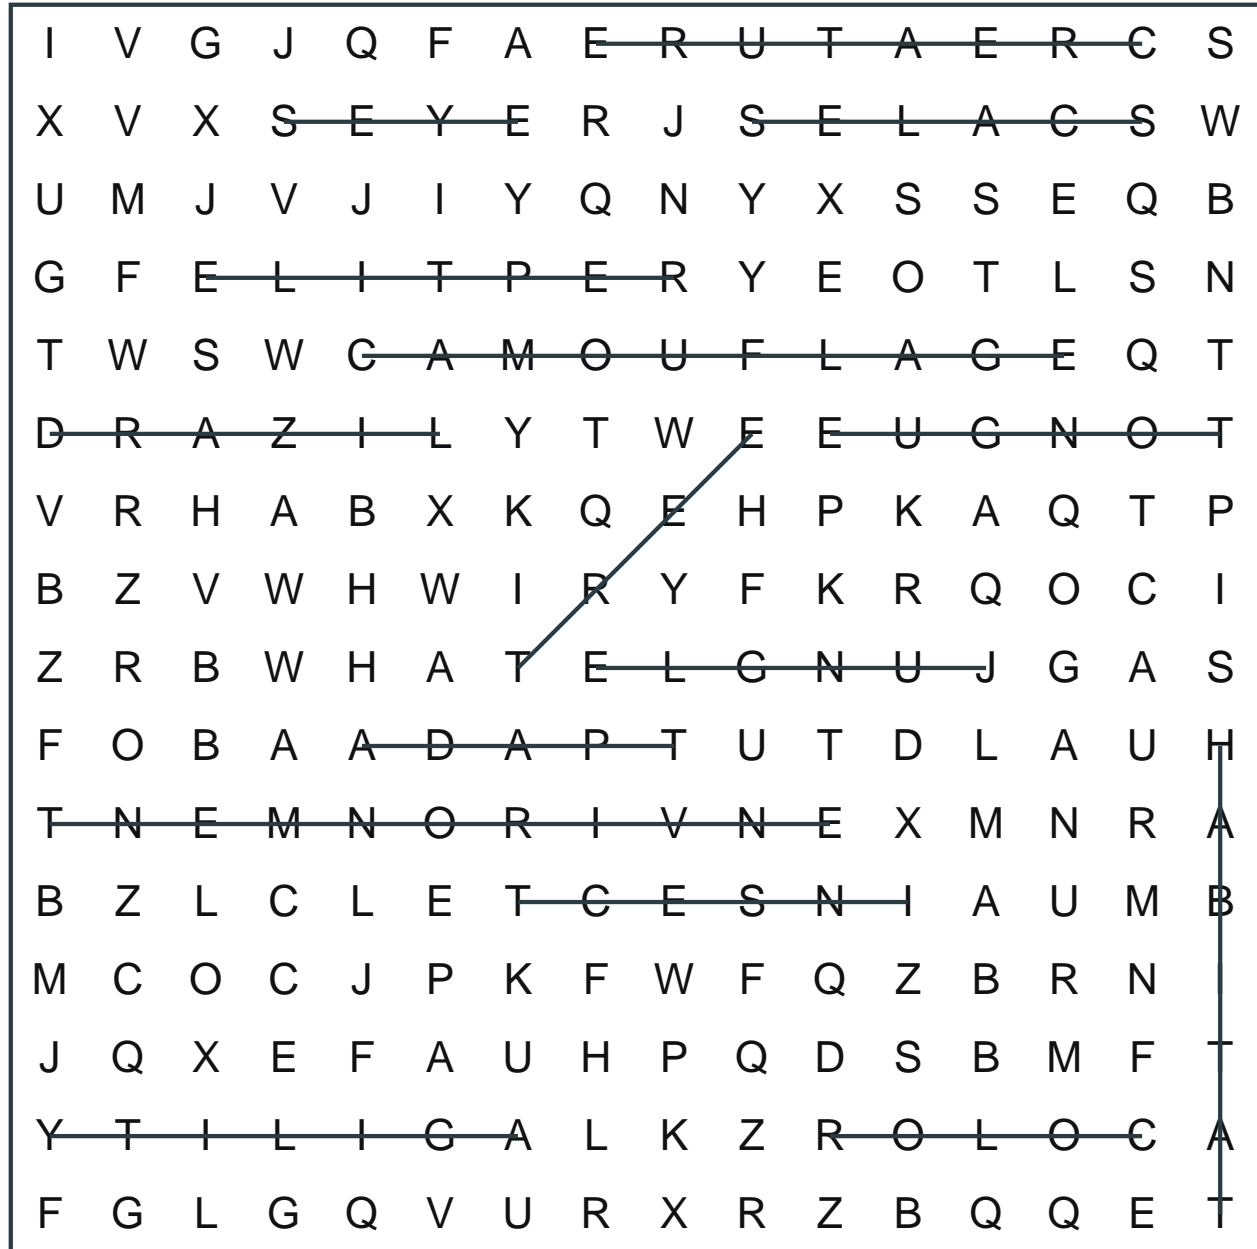 I V G J Q F A E R U T A E R C S
X V X S E Y E R J S E L A C S W
U M J V J I Y Q N Y X S S E Q B
G F E L I T P E R Y E O T L S N
T W S W C A M O U F L A G E Q T
D R A Z I L Y T W E E U G N O T
V R H A B X K Q E H P K A Q T P
B Z V W H W I R Y F K R Q O C I
Z R B W H A T E L G N U J G A S
F O B A A D A P T U T D L A U H
T N E M N O R I V N E X M N R A
B Z L C L E T C E S N I A U M B
M C O C J P K F W F Q Z B R N I
J Q X E F A U H P Q D S B M F T
Y T I L I G A L K Z R O L O C A
F G L G Q V U R X R Z B Q Q E T